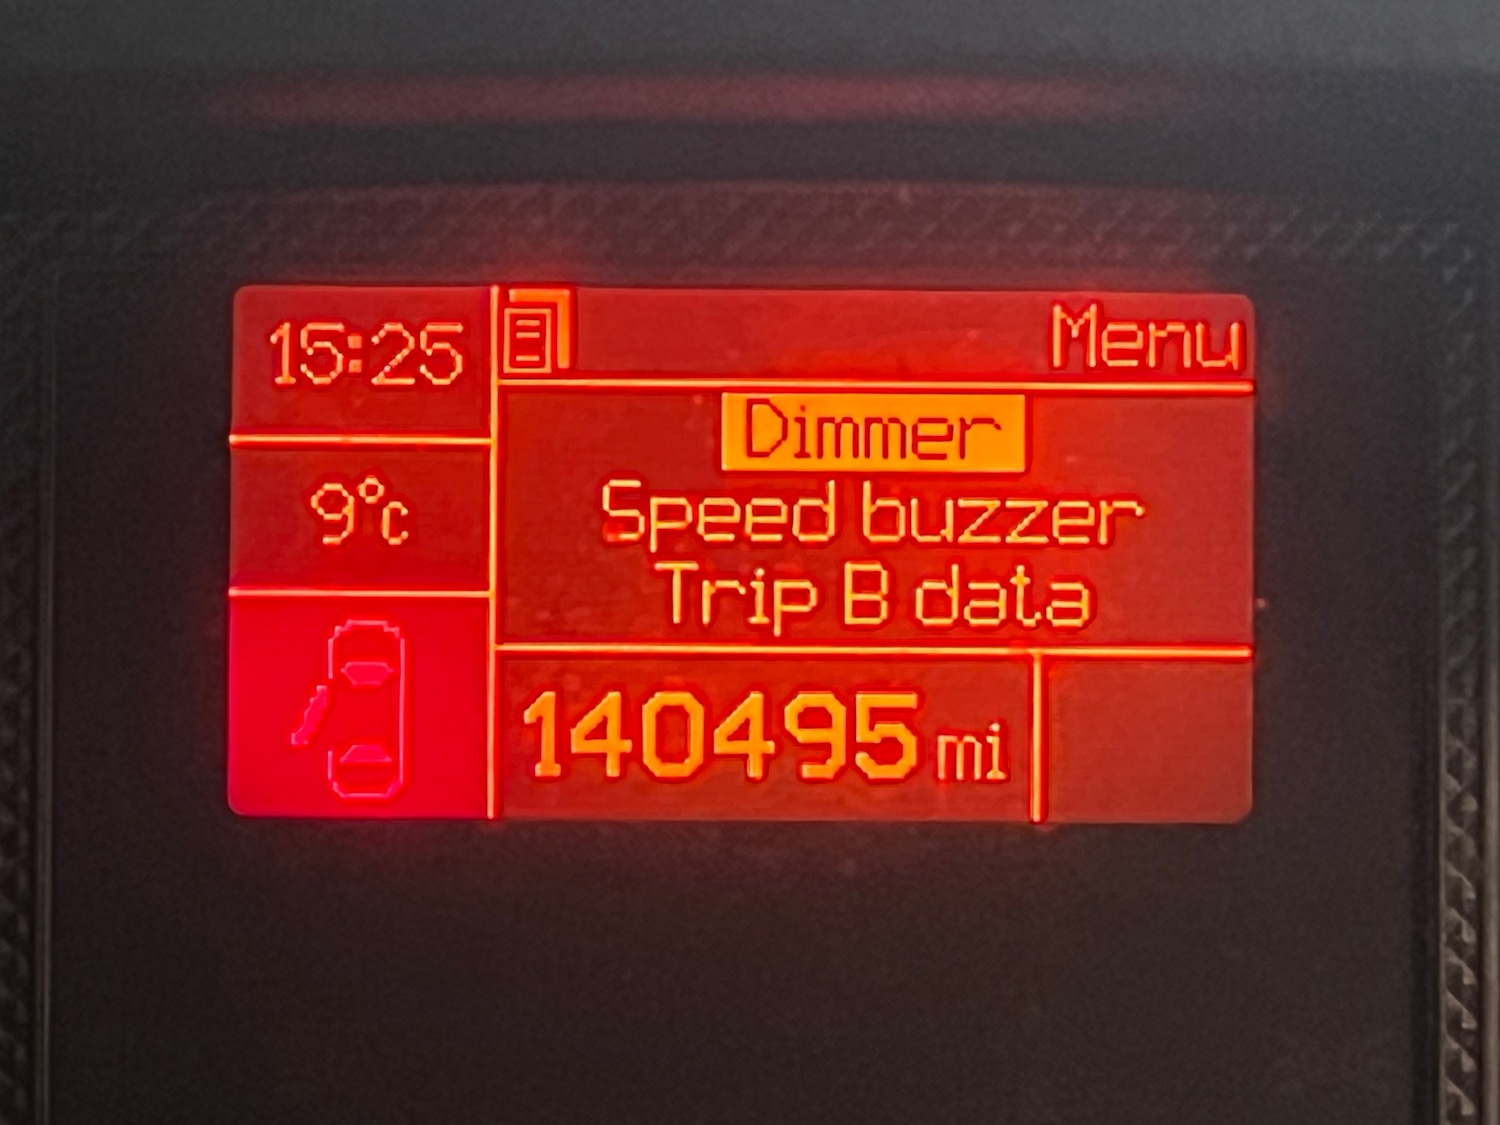 15:25
Menu
Dimmer
9°c
Speed buzzer
Trip B data
140495 mi